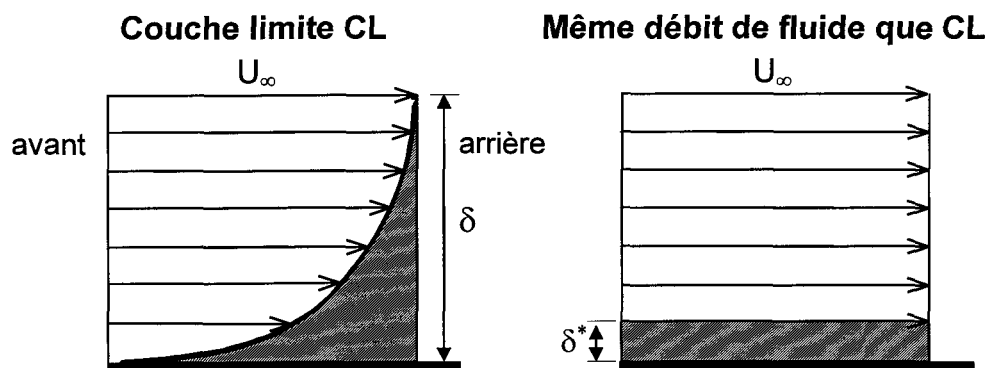 Couche limite CL
Même débit de fluide que CL
U∞
U∞
avant
arrière
δ
δ*